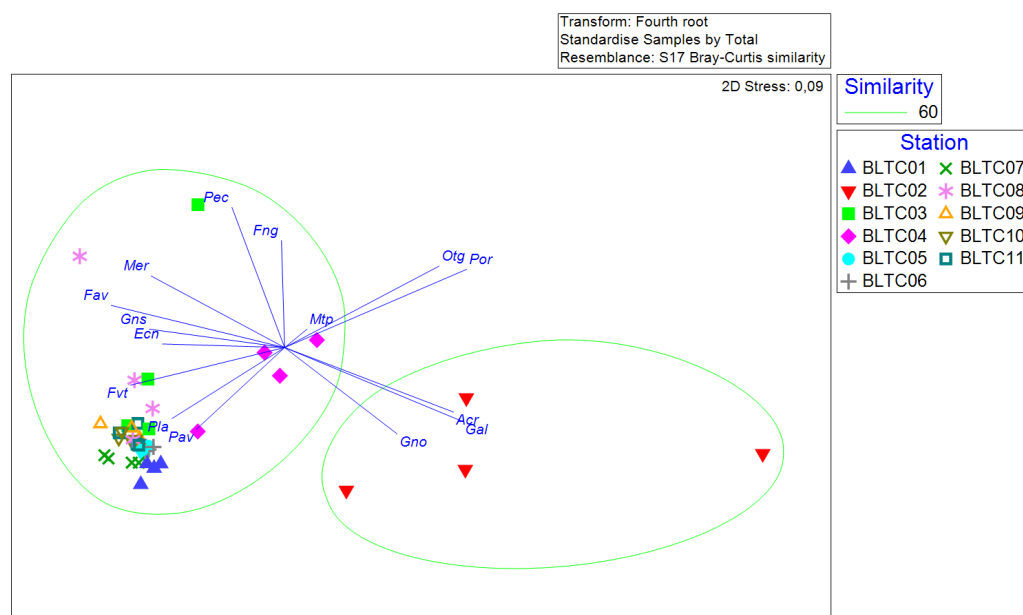 Transform: Fourth root
Standardise Samples by Total
Resemblance: S17 Bray-Curtis similarity
2D Stress: 0,09
Similarity
60
Station
BLTC01
BLTC02
BLTC03
BLTC04
BLTC05
BLTC06
BLTC07
BLTC08
BLTC09
BLTC10
BLTC11
Pec
Fng
Otg
Por
Mer
Fav
Gns
Ecn
Mtp
Fvt
Pla
Pav
Acr
Gal
Gno